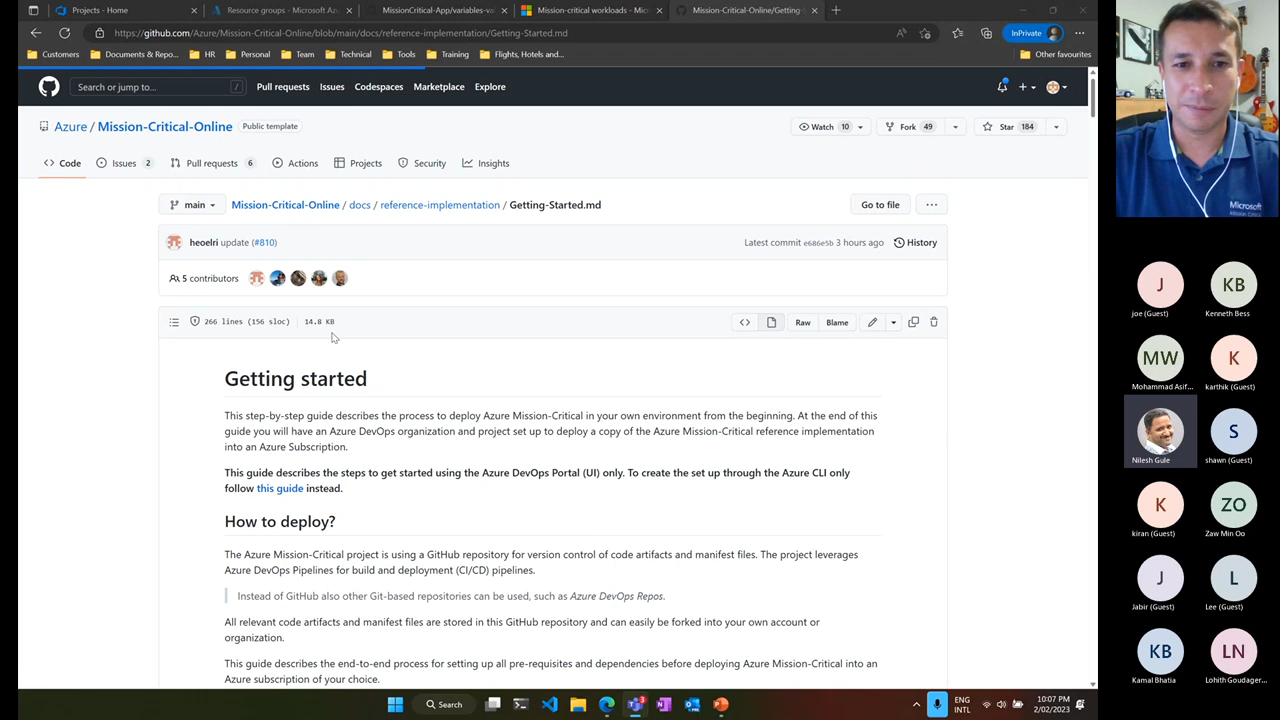 Projects - Home
Resource groups - Microsoft Azu
MissionCritical-App/variables-va
Mission-critical workloads - Micros
Mission-Critical-Online/Getting-S
https://github.com/Azure/Mission-Critical-Online/blob/main/docs/reference-implementation/Getting-Started.md
InPrivate
Customers
Documents & Repo...
HR
Personal
Team
Technical
Tools
Training
Flights, Hotels and...
Other favourites
Search or jump to...
/
Pull requests
Issues
Codespaces
Marketplace
Explore
Azure / Mission-Critical-Online
Public template
Watch 10
Fork 49
Star 184
Code
Issues 2
Pull requests 6
Actions
Projects
Security
Insights
main
Mission-Critical-Online / docs / reference-implementation / Getting-Started.md
Go to file
heoelri update (#810)
Latest commit e686e5b 3 hours ago
History
5 contributors
266 lines (156 sloc)
14.8 KB
Raw
Blame
Getting started
This step-by-step guide describes the process to deploy Azure Mission-Critical in your own environment from the beginning. At the end of this
guide you will have an Azure DevOps organization and project set up to deploy a copy of the Azure Mission-Critical reference implementation
into an Azure Subscription.
This guide describes the steps to get started using the Azure DevOps Portal (UI) only. To create the set up through the Azure CLI only
follow this guide instead.
How to deploy?
The Azure Mission-Critical project is using a GitHub repository for version control of code artifacts and manifest files. The project leverages
Azure DevOps Pipelines for build and deployment (CI/CD) pipelines.
Instead of GitHub also other Git-based repositories can be used, such as Azure DevOps Repos.
All relevant code artifacts and manifest files are stored in this GitHub repository and can easily be forked into your own account or
organization.
This guide describes the end-to-end process for setting up all pre-requisites and dependencies before deploying Azure Mission-Critical into an
Azure subscription of your choice.
Search
ENG
INTL
10:07 PM
2/02/2023
Microsoft
J
joe (Guest)
KB
Kenneth Bess
MW
Mohammad Asif...
K
karthik (Guest)
Nilesh Gule
S
shawn (Guest)
K
kiran (Guest)
ZO
Zaw Min Oo
J
Jabir (Guest)
L
Lee (Guest)
KB
Kamal Bhatia
LN
Lohith Goudager...